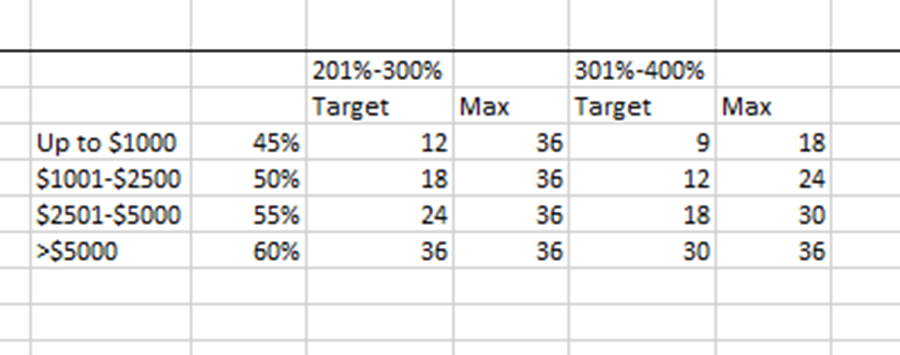 201%-300% 301%-400%
Target Max Target Max
Up to $1000 45% 12 36 9 18
$1001-$2500 50% 18 36 12 24
$2501-$5000 55% 24 36 18 30
>$5000 60% 36 36 30 36